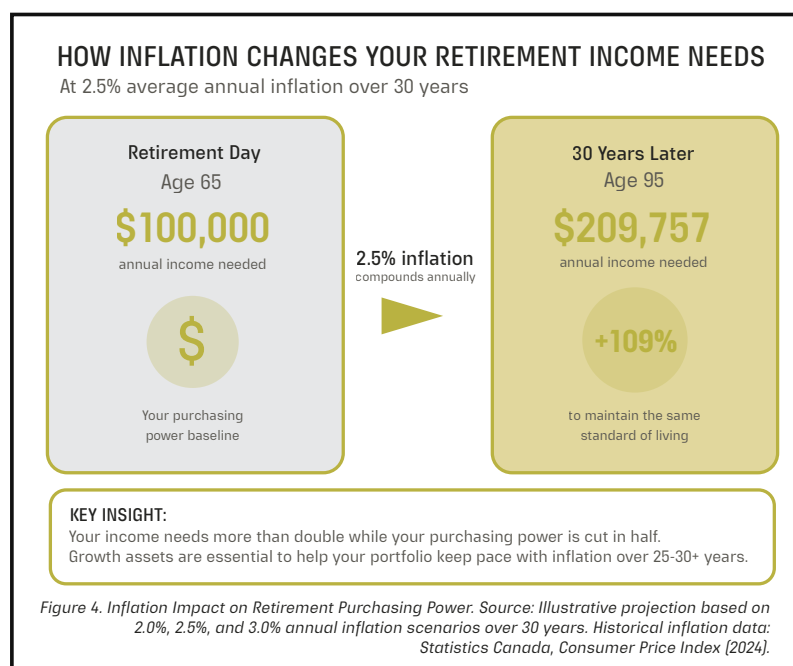 HOW INFLATION CHANGES YOUR RETIREMENT INCOME NEEDS
At 2.5% average annual inflation over 30 years
Retirement Day
Age 65
$100,000
annual income needed
$
Your purchasing
power baseline
2.5% inflation
compounds annually
30 Years Later
Age 95
$209,757
annual income needed
+109%
to maintain the same
standard of living
KEY INSIGHT:
Your income needs more than double while your purchasing power is cut in half.
Growth assets are essential to help your portfolio keep pace with inflation over 25-30+ years.
Figure 4. Inflation Impact on Retirement Purchasing Power. Source: Illustrative projection based on
2.0%, 2.5%, and 3.0% annual inflation scenarios over 30 years. Historical inflation data:
Statistics Canada, Consumer Price Index (2024).